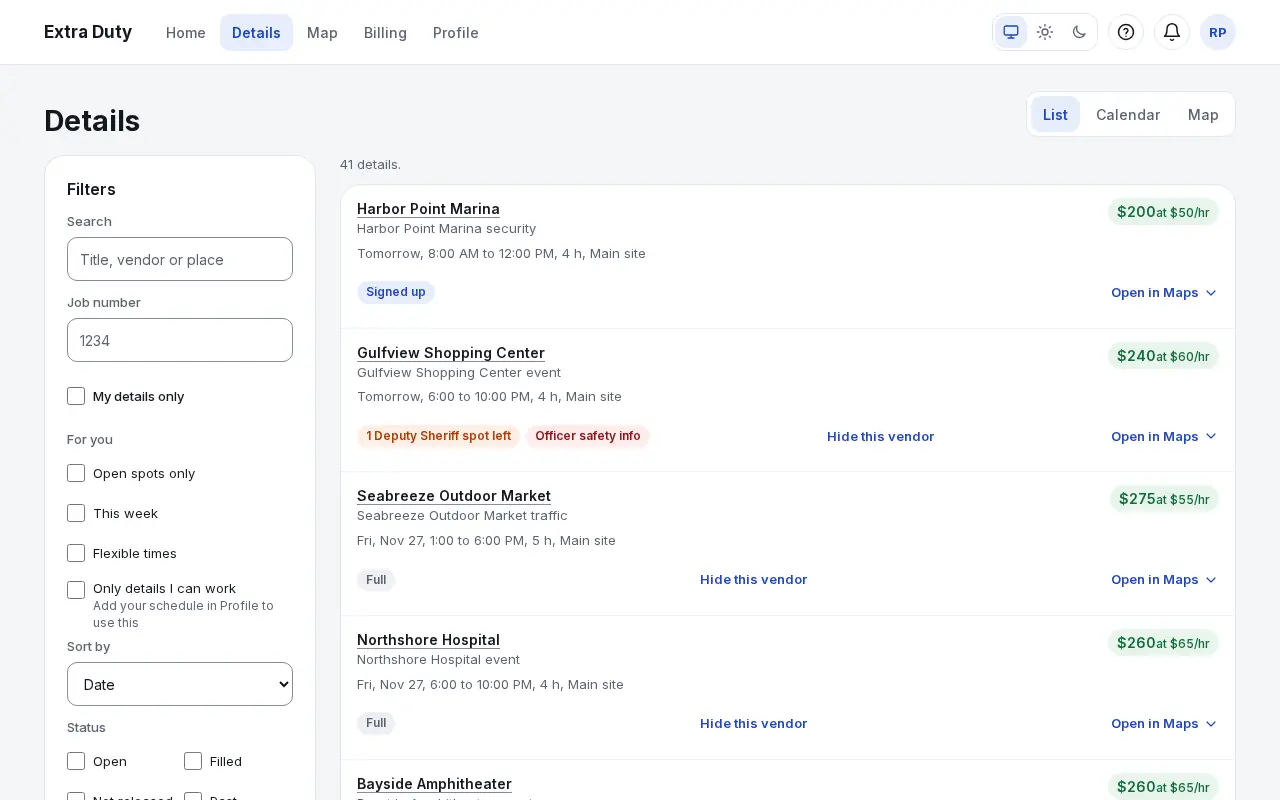 Extra Duty
Home
Details
Map
Billing
Profile
RP
Details
List
Calendar
Map
Filters
Search
Title, vendor or place
Job number
1234
My details only
For you
Open spots only
This week
Flexible times
Only details I can work
Add your schedule in Profile to
use this
Sort by
Date
Status
Open
Filled
Not released
Past
41 details.
Harbor Point Marina
$200 at $50/hr
Harbor Point Marina security
Tomorrow, 8:00 AM to 12:00 PM, 4 h, Main site
Signed up
Open in Maps
Gulfview Shopping Center
$240 at $60/hr
Gulfview Shopping Center event
Tomorrow, 6:00 to 10:00 PM, 4 h, Main site
1 Deputy Sheriff spot left
Officer safety info
Hide this vendor
Open in Maps
Seabreeze Outdoor Market
$275 at $55/hr
Seabreeze Outdoor Market traffic
Fri, Nov 27, 1:00 to 6:00 PM, 5 h, Main site
Full
Hide this vendor
Open in Maps
Northshore Hospital
$260 at $65/hr
Northshore Hospital event
Fri, Nov 27, 6:00 to 10:00 PM, 4 h, Main site
Full
Hide this vendor
Open in Maps
Bayside Amphitheater
$260 at $65/hr